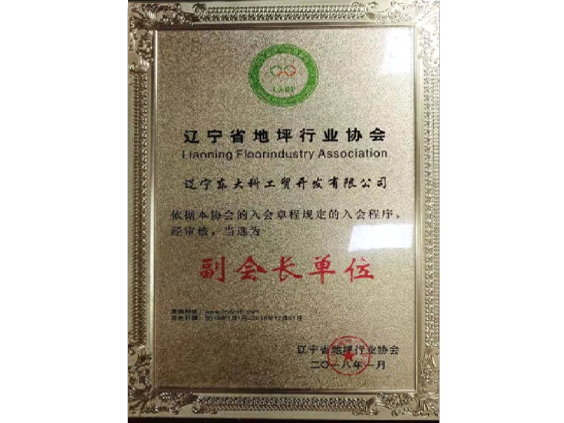 辽宁省地坪行业协会
Liaoning Floorindustry Association
辽宁东大科工贸开发有限公司
依据本协会的入会章程规定的入会程序,
经审核,当选为
副会长单位
辽宁省地坪行业协会
二〇一八年一月